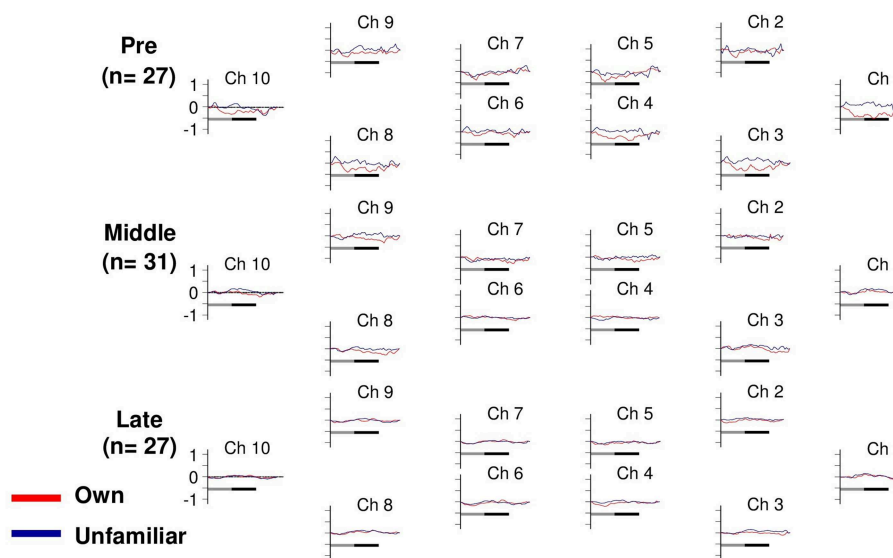 Pre
(n= 27)
Ch 10
1
0
-1
Ch 9
Ch 8
Ch 7
Ch 6
Ch 5
Ch 4
Ch 2
Ch 3
Ch
Middle
(n= 31)
Ch 10
1
0
-1
Ch 9
Ch 8
Ch 7
Ch 6
Ch 5
Ch 4
Ch 2
Ch 3
Ch
Late
(n= 27)
Ch 10
1
0
-1
Ch 9
Ch 8
Ch 7
Ch 6
Ch 5
Ch 4
Ch 2
Ch 3
Ch
Own
Unfamiliar